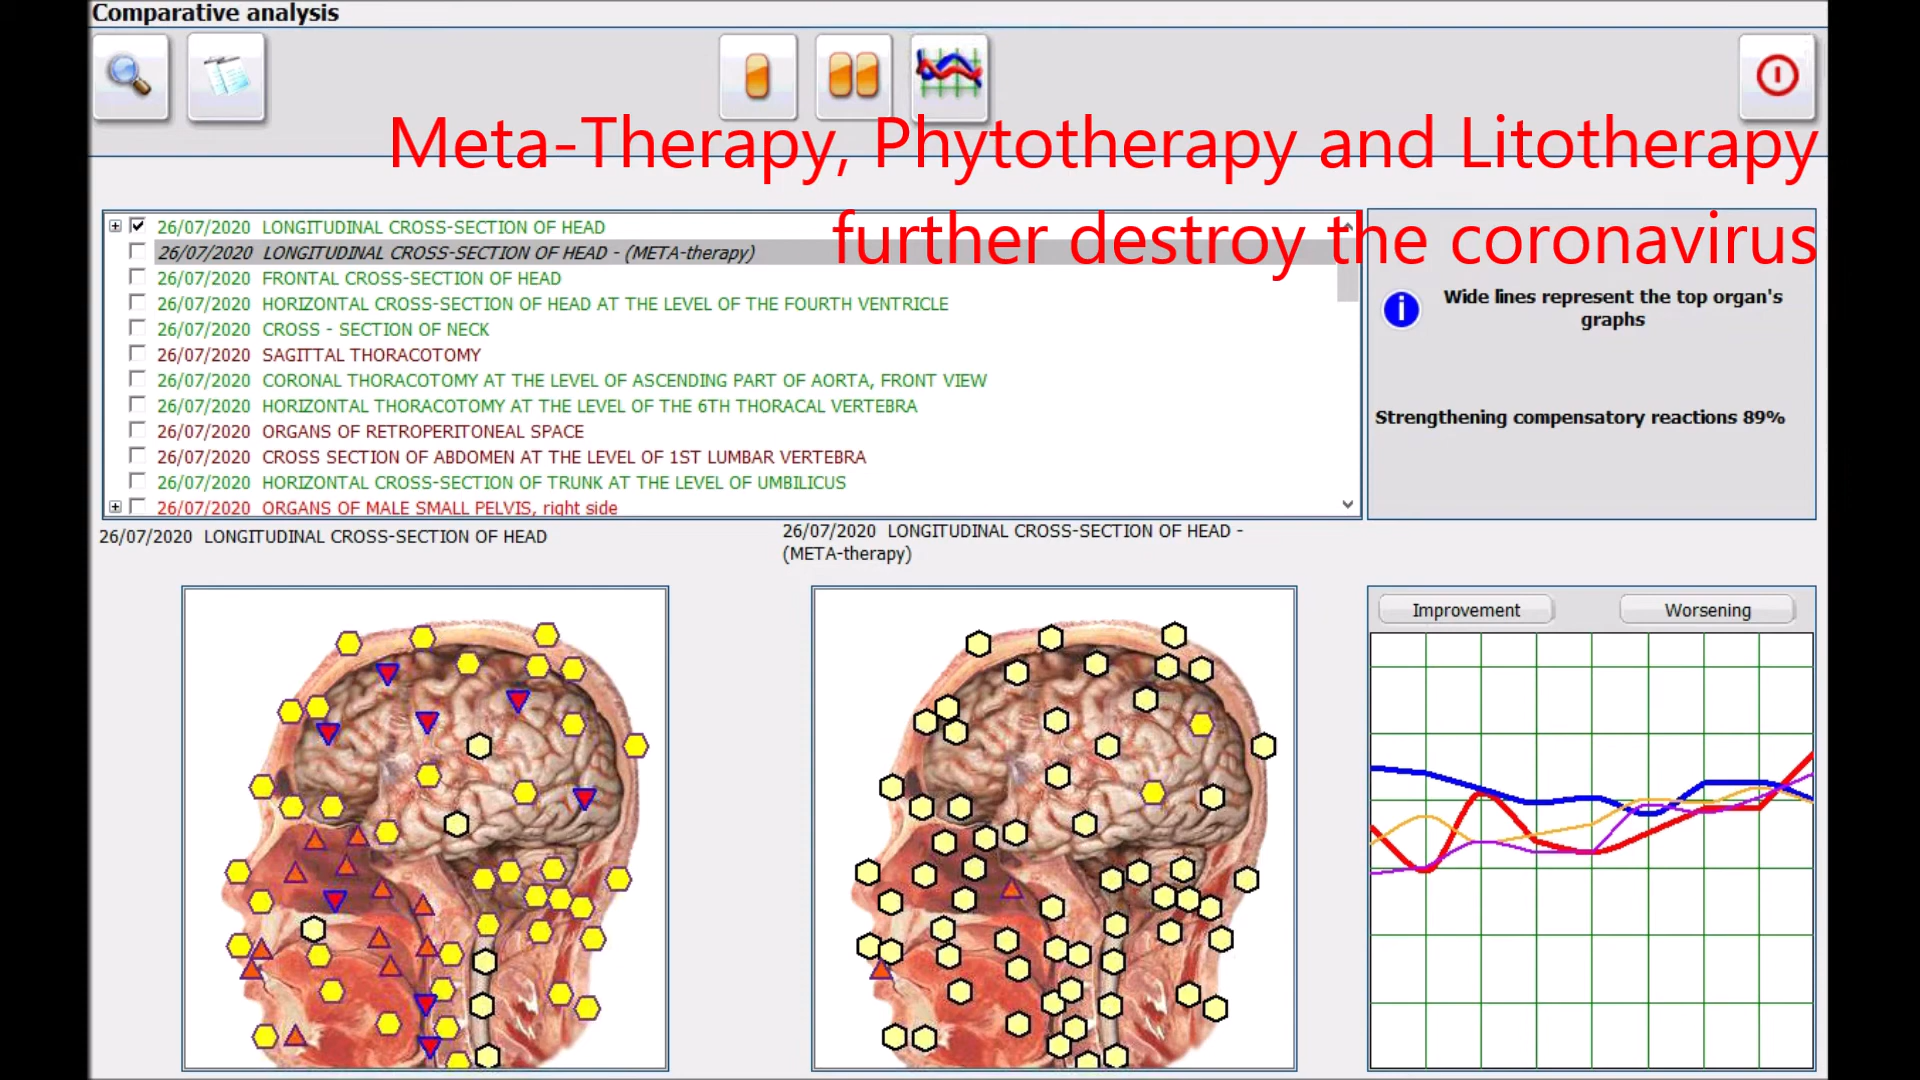 Comparative analysis
Meta-Therapy, Phytotherapy and Litotherapy
further destroy the coronavirus
26/07/2020 LONGITUDINAL CROSS-SECTION OF HEAD
26/07/2020 LONGITUDINAL CROSS-SECTION OF HEAD - (META-therapy)
26/07/2020 FRONTAL CROSS-SECTION OF HEAD
26/07/2020 HORIZONTAL CROSS-SECTION OF HEAD AT THE LEVEL OF THE FOURTH VENTRICLE
26/07/2020 CROSS - SECTION OF NECK
26/07/2020 SAGITTAL THORACOTOMY
26/07/2020 CORONAL THORACOTOMY AT THE LEVEL OF ASCENDING PART OF AORTA, FRONT VIEW
26/07/2020 HORIZONTAL THORACOTOMY AT THE LEVEL OF THE 6TH THORACAL VERTEBRA
26/07/2020 ORGANS OF RETROPERITONEAL SPACE
26/07/2020 CROSS SECTION OF ABDOMEN AT THE LEVEL OF 1ST LUMBAR VERTEBRA
26/07/2020 HORIZONTAL CROSS-SECTION OF TRUNK AT THE LEVEL OF UMBILICUS
26/07/2020 ORGANS OF MALE SMALL PELVIS, right side
Wide lines represent the top organ's
graphs
Strengthening compensatory reactions 89%
26/07/2020 LONGITUDINAL CROSS-SECTION OF HEAD
26/07/2020 LONGITUDINAL CROSS-SECTION OF HEAD -
(META-therapy)
Improvement
Worsening